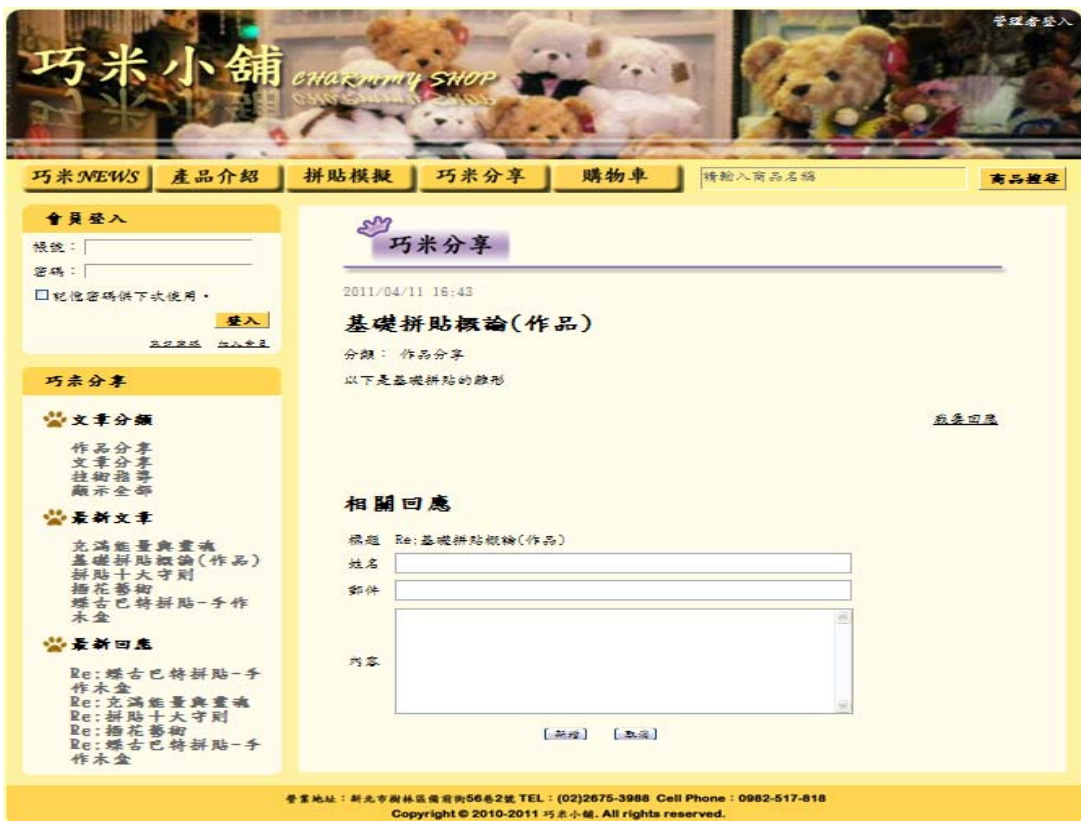 管理者登入
巧米小舖 CHARMMY SHOP
巧米NEWS 產品介紹 拼貼模擬 巧米分享 購物車 請輸入商品名稱 商品搜尋
會員登入
帳號：
密碼：
記憶密碼供下次使用。
登入
忘記密碼 加入會員
巧米分享
文章分類
作品分享
文章分享
技術指導
顯示全部
最新文章
充滿能量與靈魂
基礎拼貼概論(作品)
拼貼十大守則
插花藝術
蝶古巴特拼貼-手作
木盒
最新回應
Re:蝶古巴特拼貼-手
作木盒
Re:充滿能量與靈魂
Re:拼貼十大守則
Re:插花藝術
Re:蝶古巴特拼貼-手
作木盒
巧米分享
2011/04/11 16:43
基礎拼貼概論(作品)
分類： 作品分享
以下是基礎拼貼的雛形
我要回應
相關回應
標題 Re:基礎拼貼概論(作品)
姓名
郵件
內容
[新增] [取消]
營業地址：新北市樹林區備前街56巷2號 TEL：(02)2675-3988 Cell Phone：0982-517-818
Copyright © 2010-2011 巧米小舖. All rights reserved.